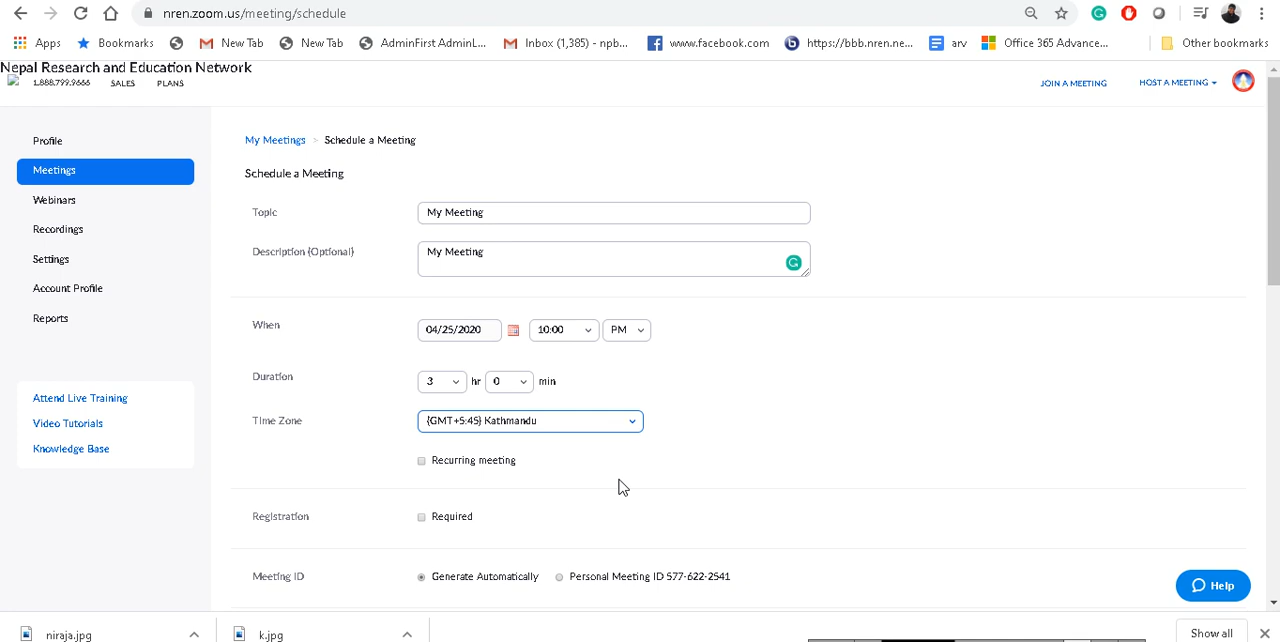 nren.zoom.us/meeting/schedule
Apps Bookmarks New Tab New Tab AdminFirst AdminL... Inbox (1,385) - npb... www.facebook.com https://bbb.nren.ne... arv Office 365 Advance... Other bookmarks
Nepal Research and Education Network
1.888.799.9666 SALES PLANS
JOIN A MEETING HOST A MEETING
Profile
Meetings
Webinars
Recordings
Settings
Account Profile
Reports
Attend Live Training
Video Tutorials
Knowledge Base
My Meetings > Schedule a Meeting
Schedule a Meeting
Topic My Meeting
Description (Optional) My Meeting
When 04/25/2020 10:00 PM
Duration 3 hr 0 min
Time Zone (GMT+5:45) Kathmandu
Recurring meeting
Registration Required
Meeting ID Generate Automatically Personal Meeting ID 577-622-2541
Help
niraja.jpg k.jpg Show all